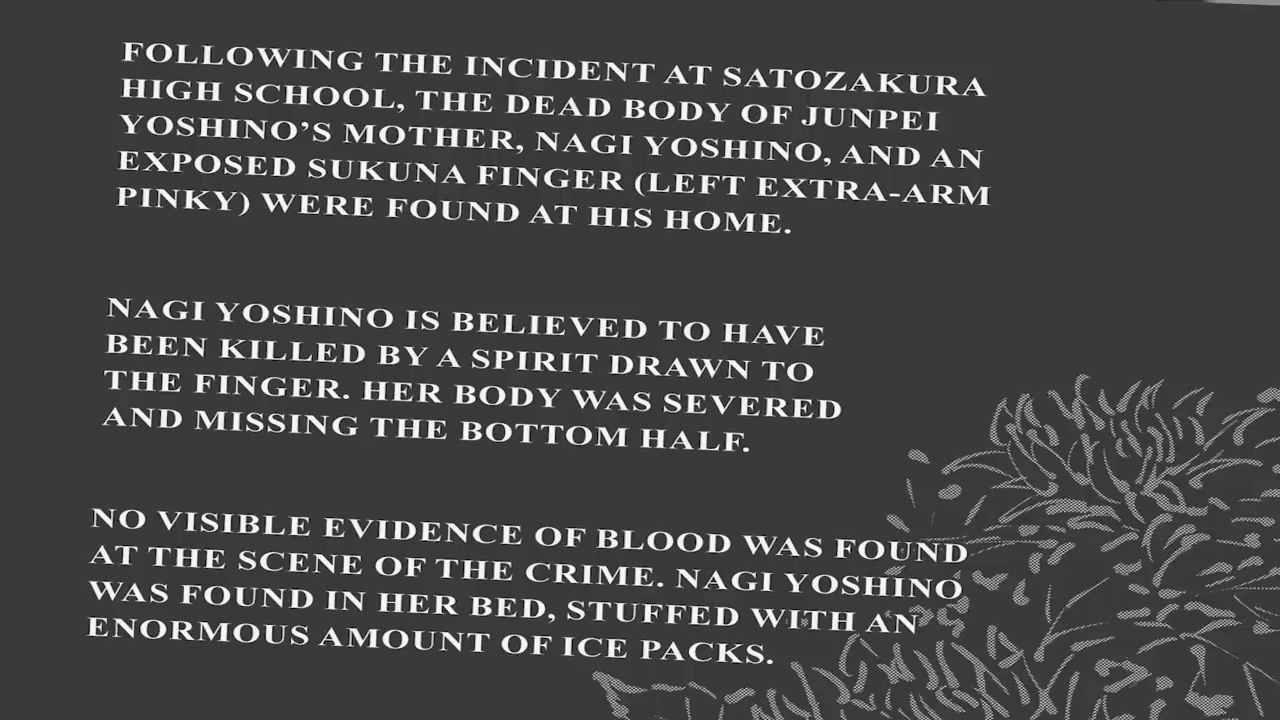 FOLLOWING THE INCIDENT AT SATOZAKURA
HIGH SCHOOL, THE DEAD BODY OF JUNPEI
YOSHINO’S MOTHER, NAGI YOSHINO, AND AN
EXPOSED SUKUNA FINGER (LEFT EXTRA-ARM
PINKY) WERE FOUND AT HIS HOME.
NAGI YOSHINO IS BELIEVED TO HAVE
BEEN KILLED BY A SPIRIT DRAWN TO
THE FINGER. HER BODY WAS SEVERED
AND MISSING THE BOTTOM HALF.
NO VISIBLE EVIDENCE OF BLOOD WAS FOUND
AT THE SCENE OF THE CRIME. NAGI YOSHINO
WAS FOUND IN HER BED, STUFFED WITH AN
ENORMOUS AMOUNT OF ICE PACKS.